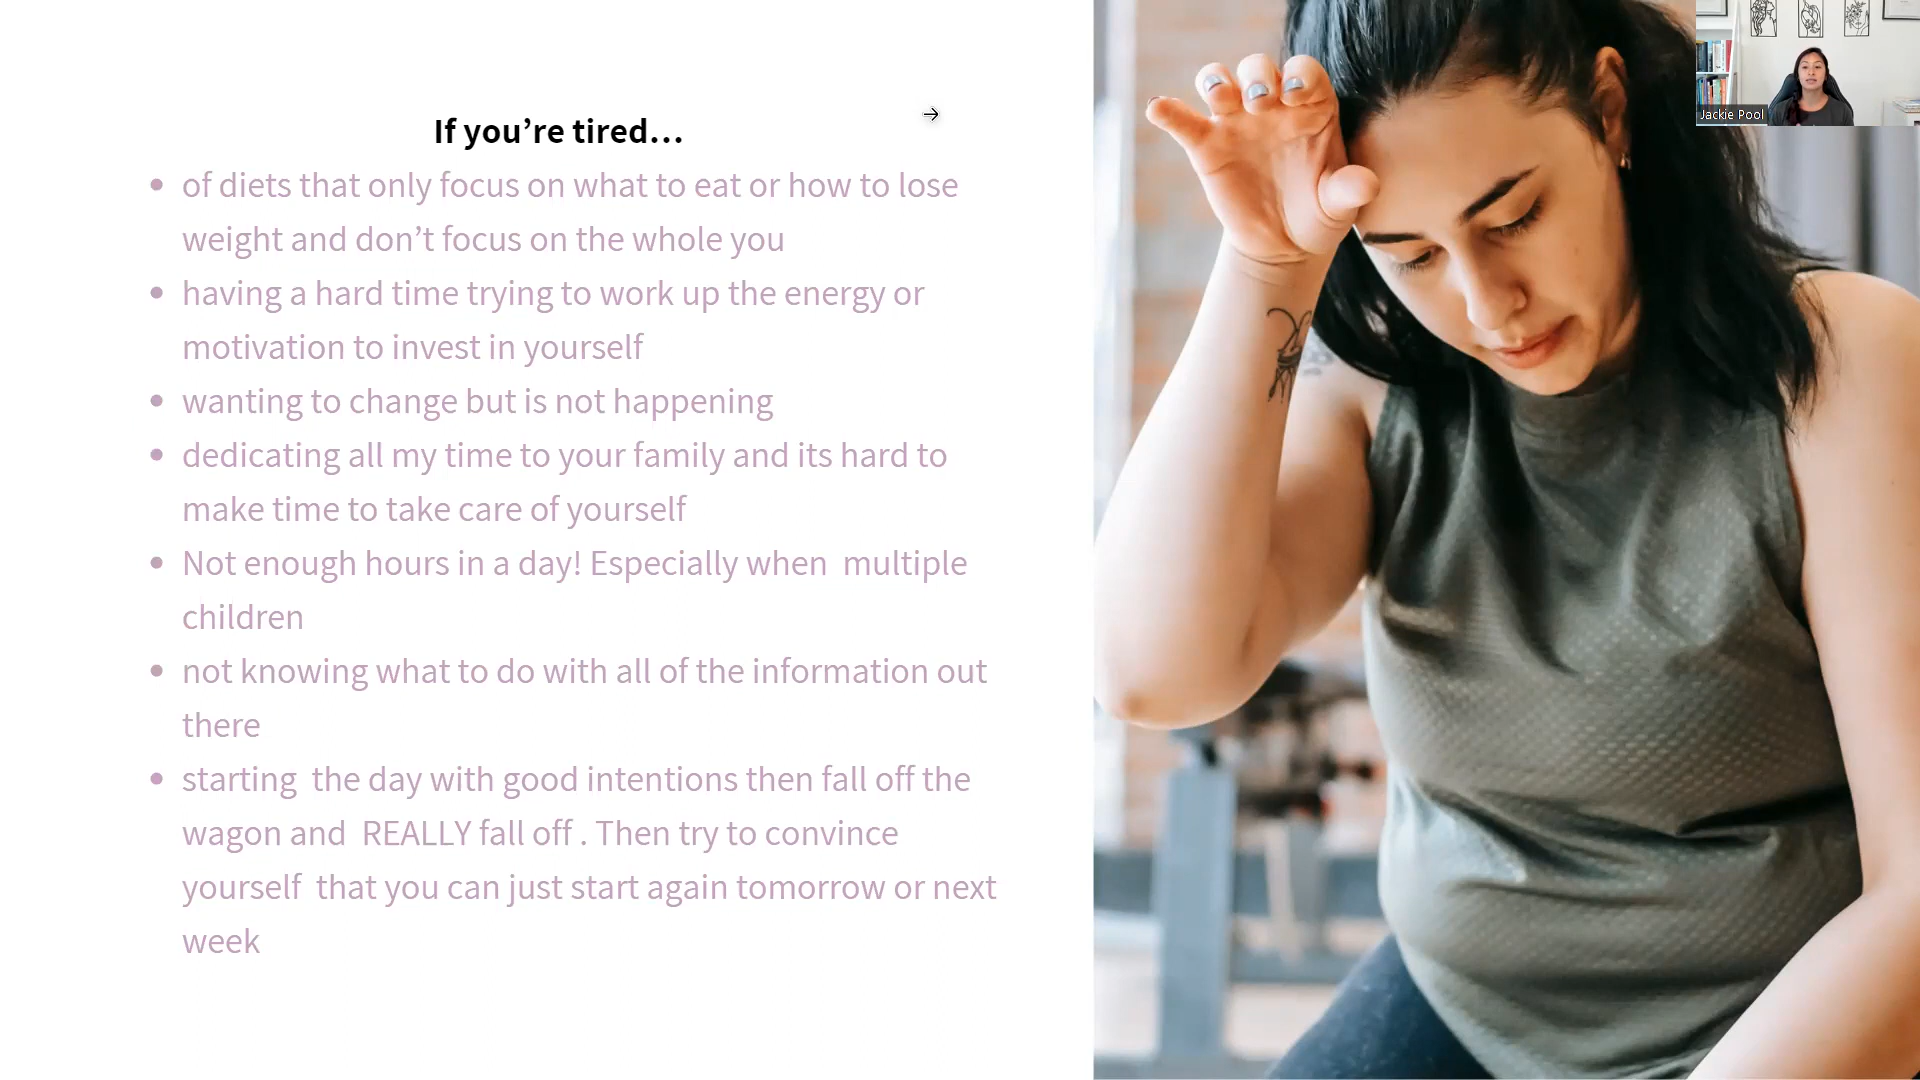 If you’re tired...
of diets that only focus on what to eat or how to lose
weight and don’t focus on the whole you
having a hard time trying to work up the energy or
motivation to invest in yourself
wanting to change but is not happening
dedicating all my time to your family and its hard to
make time to take care of yourself
Not enough hours in a day! Especially when  multiple
children
not knowing what to do with all of the information out
there
starting  the day with good intentions then fall off the
wagon and  REALLY fall off . Then try to convince
yourself  that you can just start again tomorrow or next
week
Jackie Pool